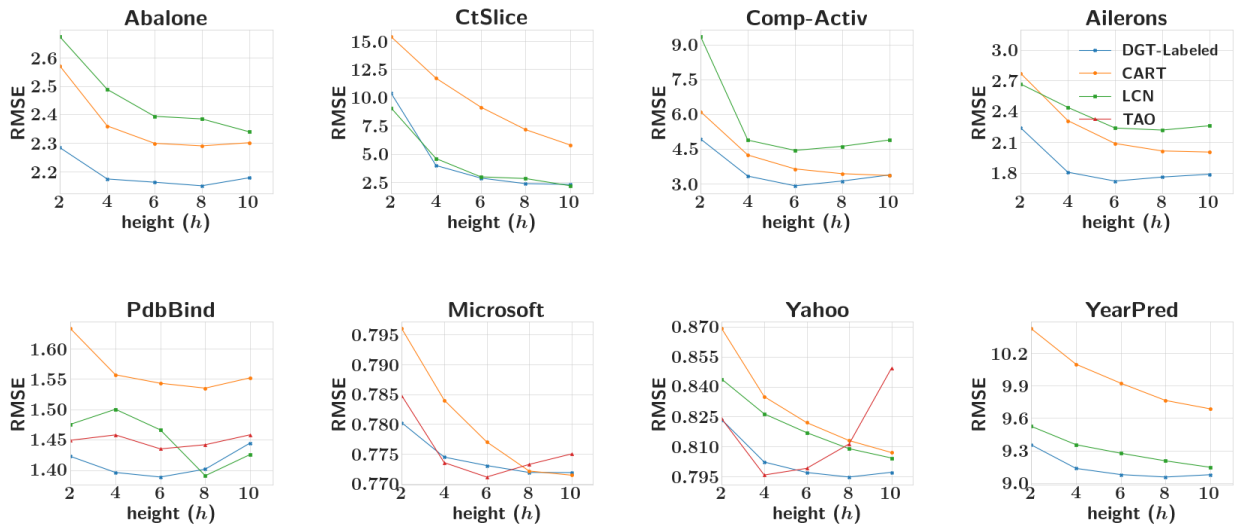 Abalone
RMSE
2.6
2.5
2.4
2.3
2.2
2 4 6 8 10
height (h)
CtSlice
15.0
12.5
10.0
7.5
5.0
2.5
2 4 6 8 10
height (h)
Comp-Activ
RMSE
9.0
7.5
6.0
4.5
3.0
2 4 6 8 10
height (h)
Ailerons
RMSE
3.0
2.7
2.4
2.1
1.8
2 4 6 8 10
height (h)
DGT-Labeled
CART
LCN
TAO
PdbBind
RMSE
1.60
1.55
1.50
1.45
1.40
2 4 6 8 10
height (h)
Microsoft
RMSE
0.795
0.790
0.785
0.780
0.775
0.770
2 4 6 8 10
height (h)
Yahoo
RMSE
0.870
0.855
0.840
0.825
0.810
0.795
2 4 6 8 10
height (h)
YearPred
RMSE
10.2
9.9
9.6
9.3
9.0
2 4 6 8 10
height (h)